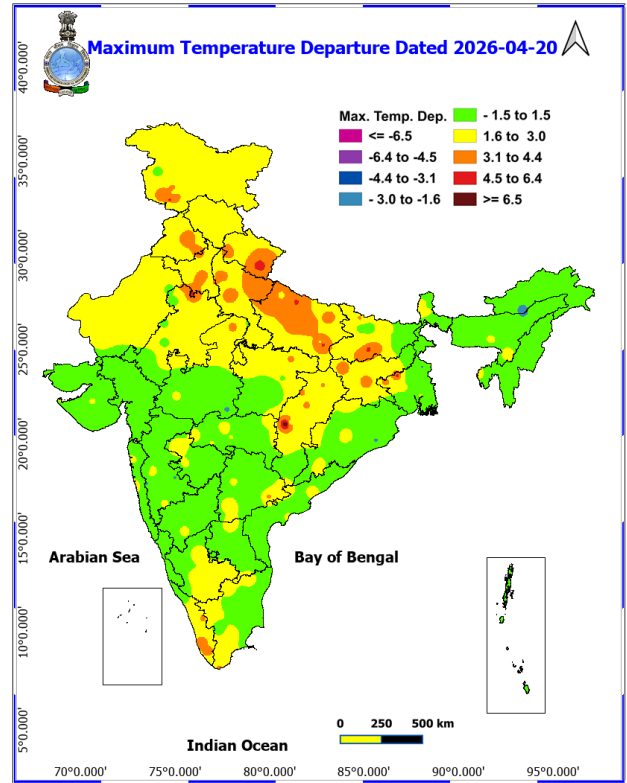 Maximum Temperature Departure Dated 2026-04-20
Max. Temp. Dep.
<= -6.5
-6.4 to -4.5
-4.4 to -3.1
- 3.0 to -1.6
- 1.5 to 1.5
1.6 to 3.0
3.1 to 4.4
4.5 to 6.4
>= 6.5
40°0.000'
35°0.000'
30°0.000'
25°0.000'
20°0.000'
15°0.000'
10°0.000'
5°0.000'
Arabian Sea
Bay of Bengal
Indian Ocean
0 250 500 km
70°0.000' 75°0.000' 80°0.000' 85°0.000' 90°0.000' 95°0.000'